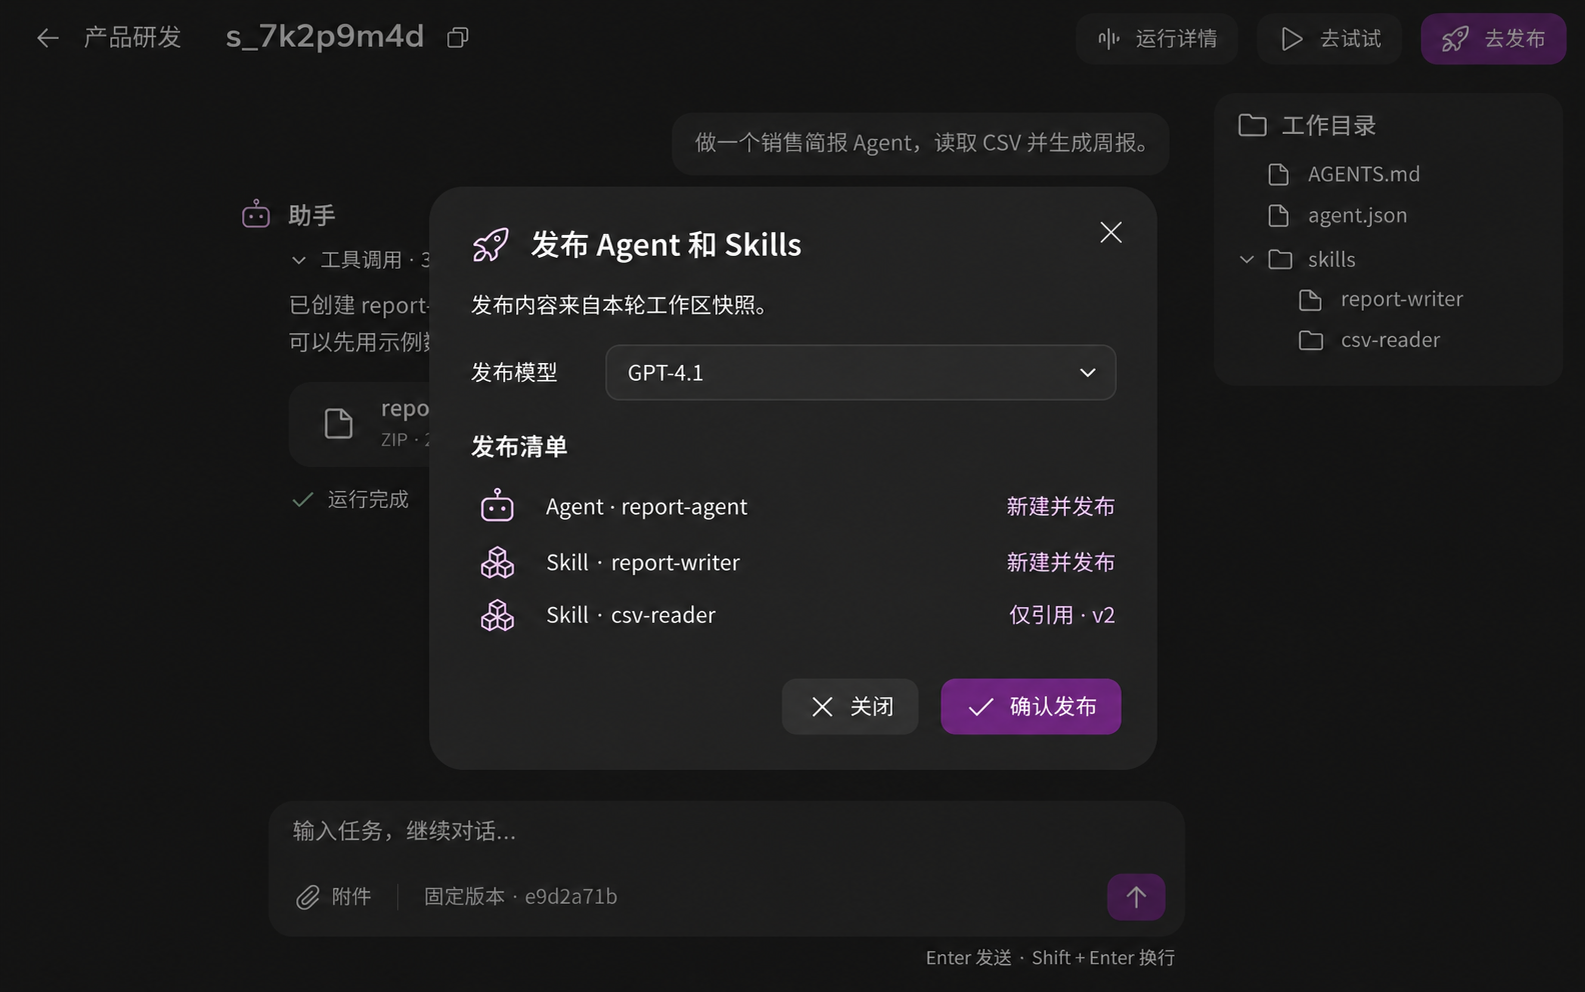 产品研发
s_7k2p9m4d
运行详情
去试试
去发布
做一个销售简报 Agent，读取 CSV 并生成周报。
助手
工具调用 · 3
已创建 report-
可以先用示例
repo
ZIP · 2
运行完成
发布 Agent 和 Skills
发布内容来自本轮工作区快照。
发布模型
GPT-4.1
发布清单
Agent · report-agent
新建并发布
Skill · report-writer
新建并发布
Skill · csv-reader
仅引用 · v2
关闭
确认发布
工作目录
AGENTS.md
agent.json
skills
report-writer
csv-reader
输入任务，继续对话...
附件
固定版本 · e9d2a71b
Enter 发送 · Shift + Enter 换行